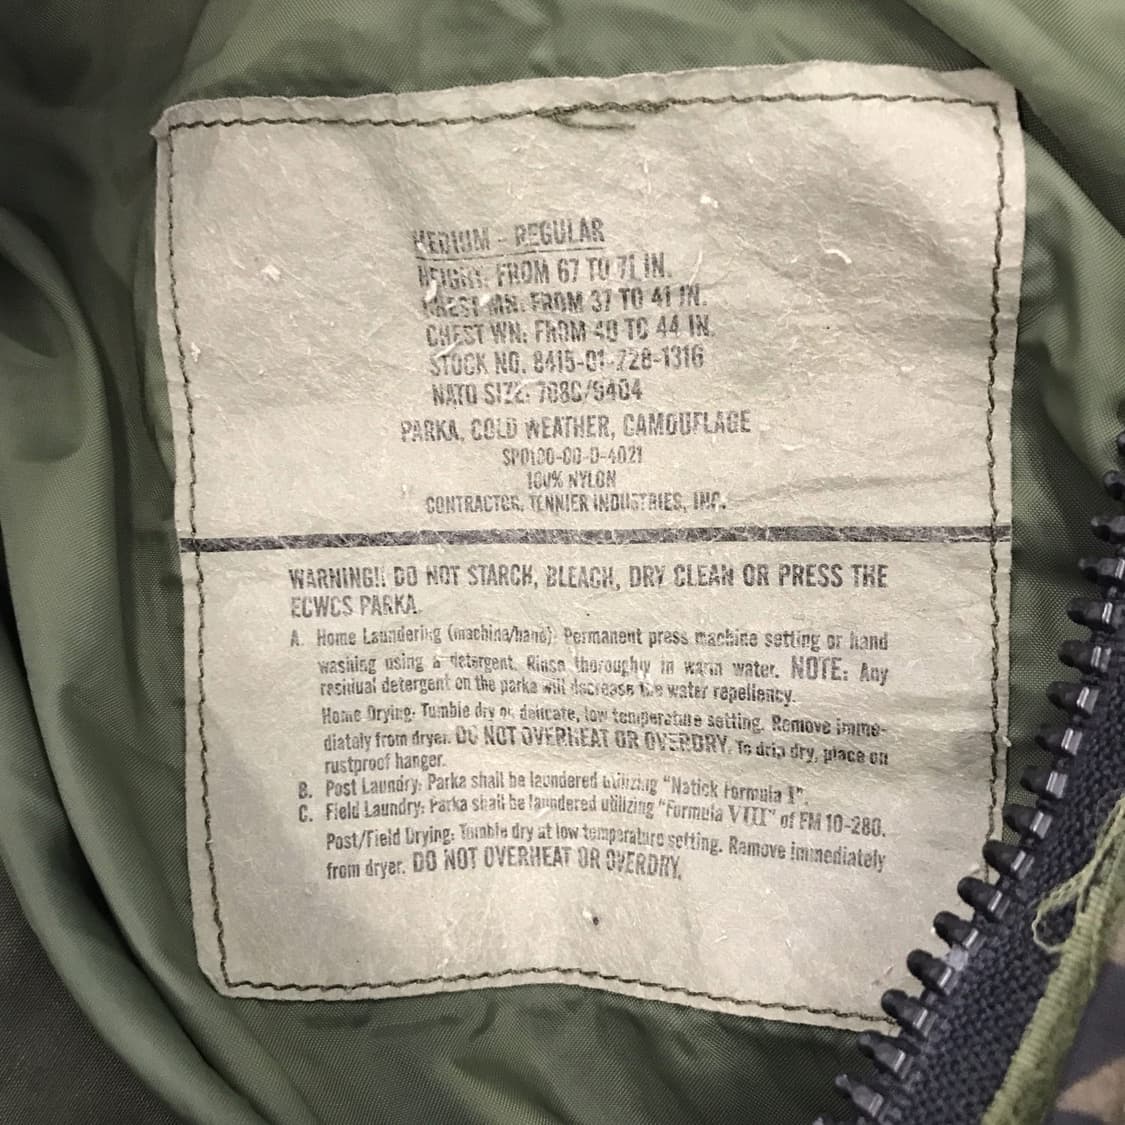 MEDIUM - REGULAR
HEIGHT: FROM 67 TO 71 IN.
CHEST MN: FROM 37 TO 41 IN.
CHEST WN: FROM 40 TO 44 IN.
STOCK NO. 8415-01-228-1316
NATO SIZE: 7080/9404
PARKA, COLD WEATHER, CAMOUFLAGE
SP0100-00-D-4021
100% NYLON
CONTRACTOR, TENNIER INDUSTRIES, INC.
WARNING!! DO NOT STARCH, BLEACH, DRY CLEAN OR PRESS THE
ECWCS PARKA.
A. Home Laundering (machine/hand): Permanent press machine setting or hand
washing using a detergent. Rinse thoroughly in warm water. NOTE: Any
residual detergent on the parka will decrease the water repellency.
Home Drying: Tumble dry on delicate, low temperature setting. Remove imme-
diately from dryer. DO NOT OVERHEAT OR OVERDRY. To drip dry, place on
rustproof hanger.
B. Post Laundry: Parka shall be laundered utilizing "Natick Formula I".
C. Field Laundry: Parka shall be laundered utilizing "Formula VIII" of FM 10-280.
Post/Field Drying: Tumble dry at low temperature setting. Remove immediately
from dryer. DO NOT OVERHEAT OR OVERDRY.